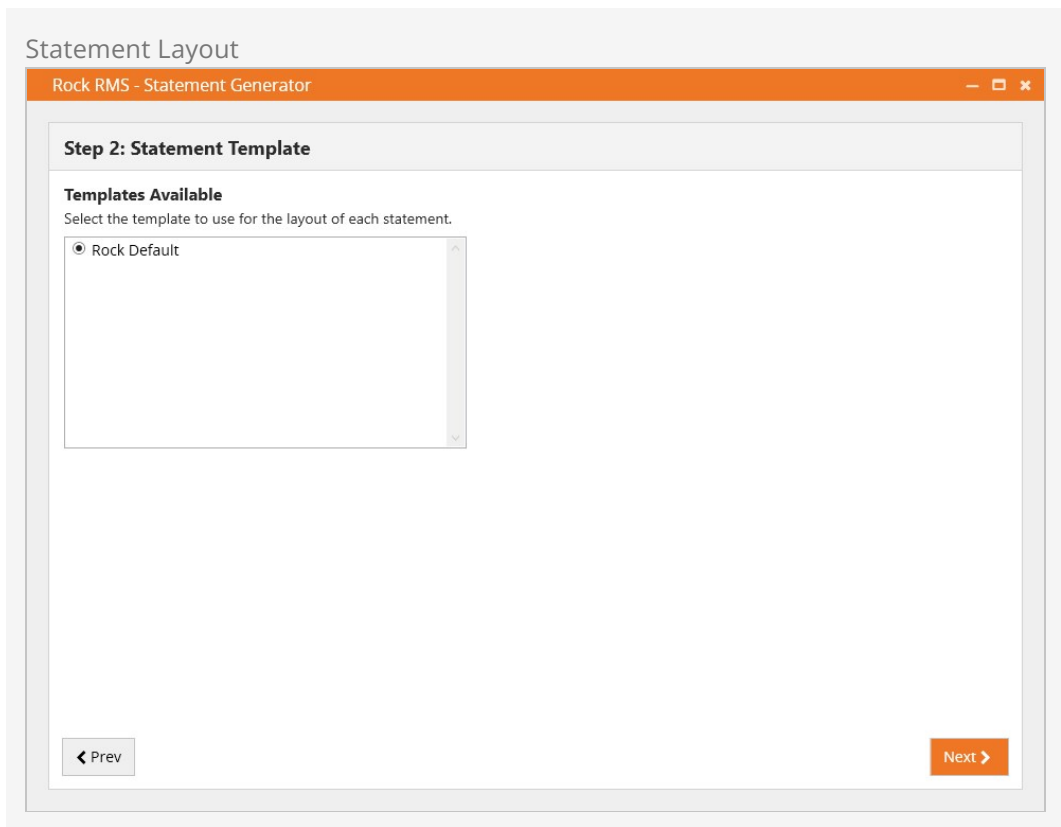 Statement Layout
Rock RMS - Statement Generator
Step 2: Statement Template
Templates Available
Select the template to use for the layout of each statement.
Rock Default
Prev
Next